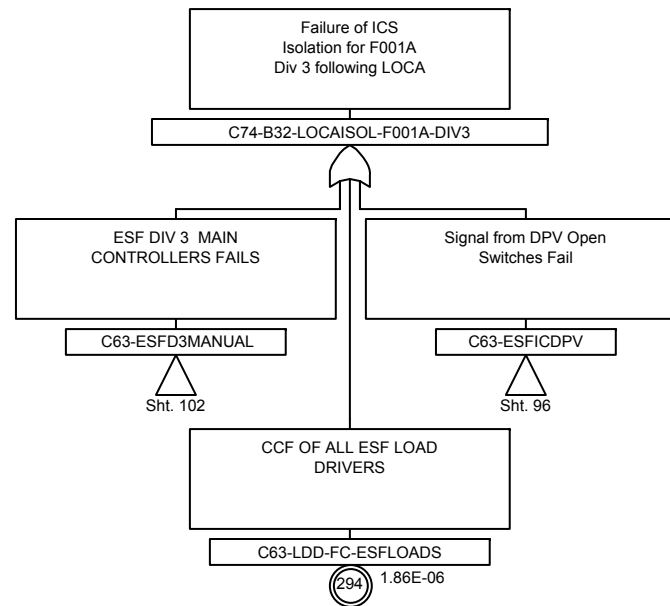 Failure of ICS
Isolation for F001A
Div 3 following LOCA
C74-B32-LOCAISOL-F001A-DIV3
ESF DIV 3 MAIN
CONTROLLERS FAILS
C63-ESFD3MANUAL
Sht. 102
Signal from DPV Open
Switches Fail
C63-ESFICDPV
Sht. 96
CCF OF ALL ESF LOAD
DRIVERS
C63-LDD-FC-ESFLOADS
294
1.86E-06